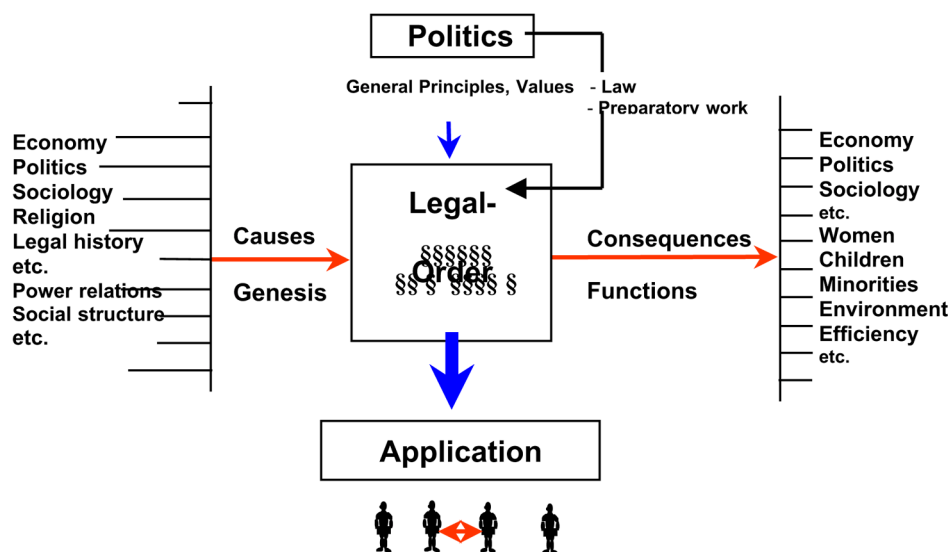 Politics
General Principles, Values - Law
- Preparatory work
Economy
Politics
Sociology
Religion
Legal history
etc.
Power relations
Social structure
etc.
Causes
Genesis
Legal-
§§§§§§
Order
§§ § §§§§ §
Consequences
Functions
Economy
Politics
Sociology
etc.
Women
Children
Minorities
Environment
Efficiency
etc.
Application